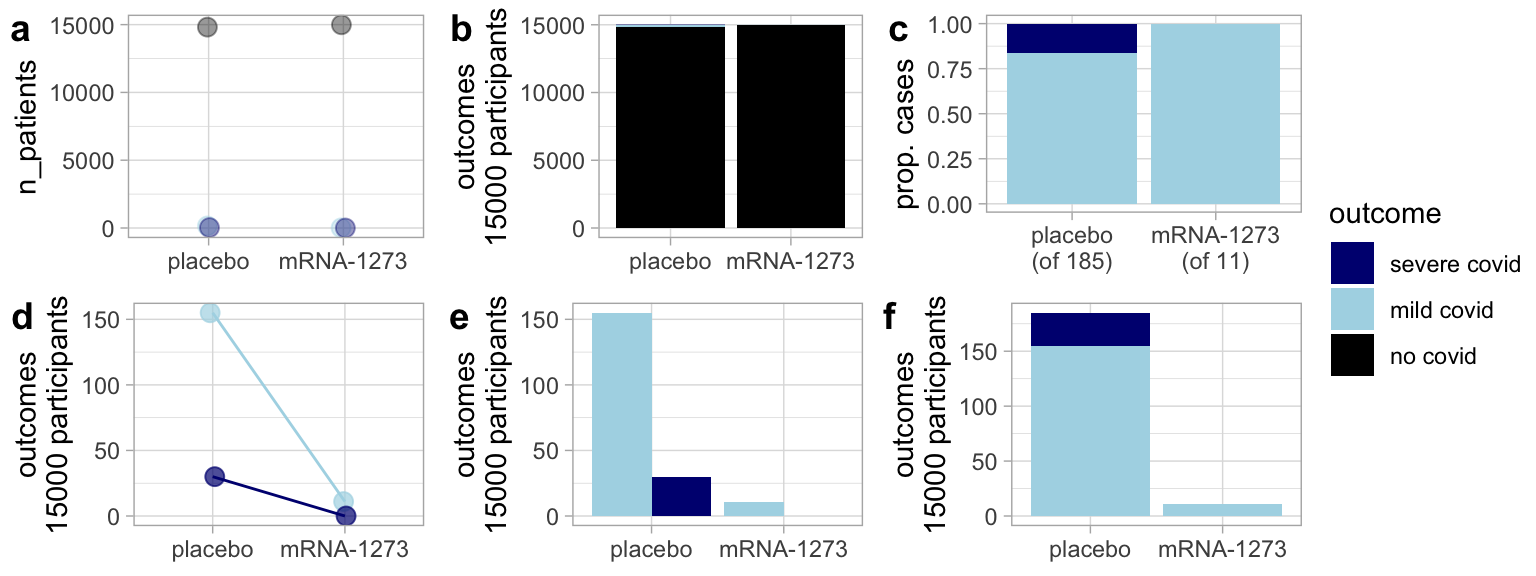 a
n_patients
15000
10000
5000
0
placebo
mRNA-1273
b
outcomes
15000 participants
15000
10000
5000
0
placebo
mRNA-1273
c
prop. cases
1.00
0.75
0.50
0.25
0.00
placebo
(of 185)
mRNA-1273
(of 11)
outcome
severe covid
mild covid
no covid
d
outcomes
15000 participants
150
100
50
0
placebo
mRNA-1273
e
outcomes
15000 participants
150
100
50
0
placebo
mRNA-1273
f
outcomes
15000 participants
150
100
50
0
placebo
mRNA-1273